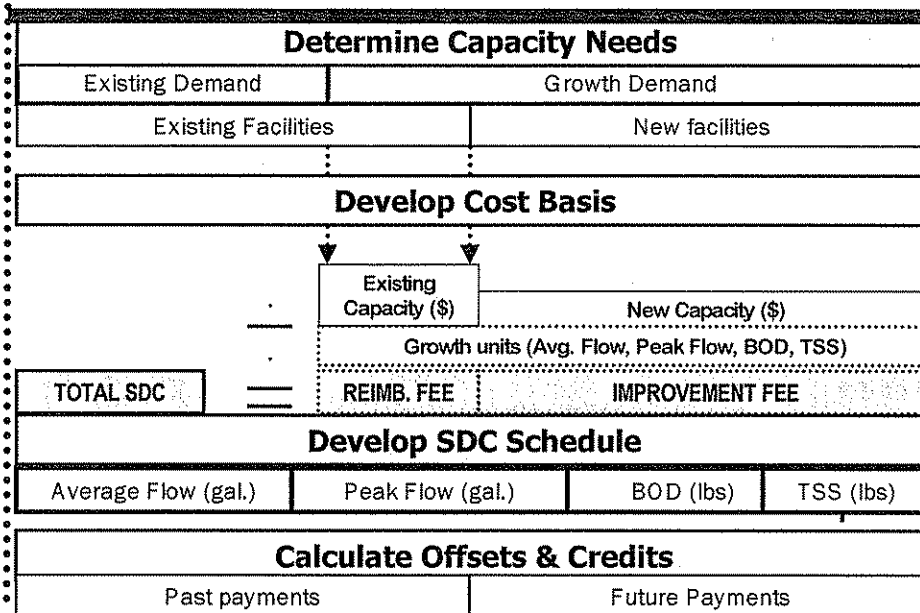 Determine Capacity Needs
Existing Demand Growth Demand
Existing Facilities New facilities
Develop Cost Basis
Existing
Capacity ($) New Capacity ($)
÷ Growth units (Avg. Flow, Peak Flow, BOD, TSS)
TOTAL SDC = REIMB. FEE IMPROVEMENT FEE
Develop SDC Schedule
Average Flow (gal.) Peak Flow (gal.) BOD (lbs) TSS (lbs)
Calculate Offsets & Credits
Past payments Future Payments